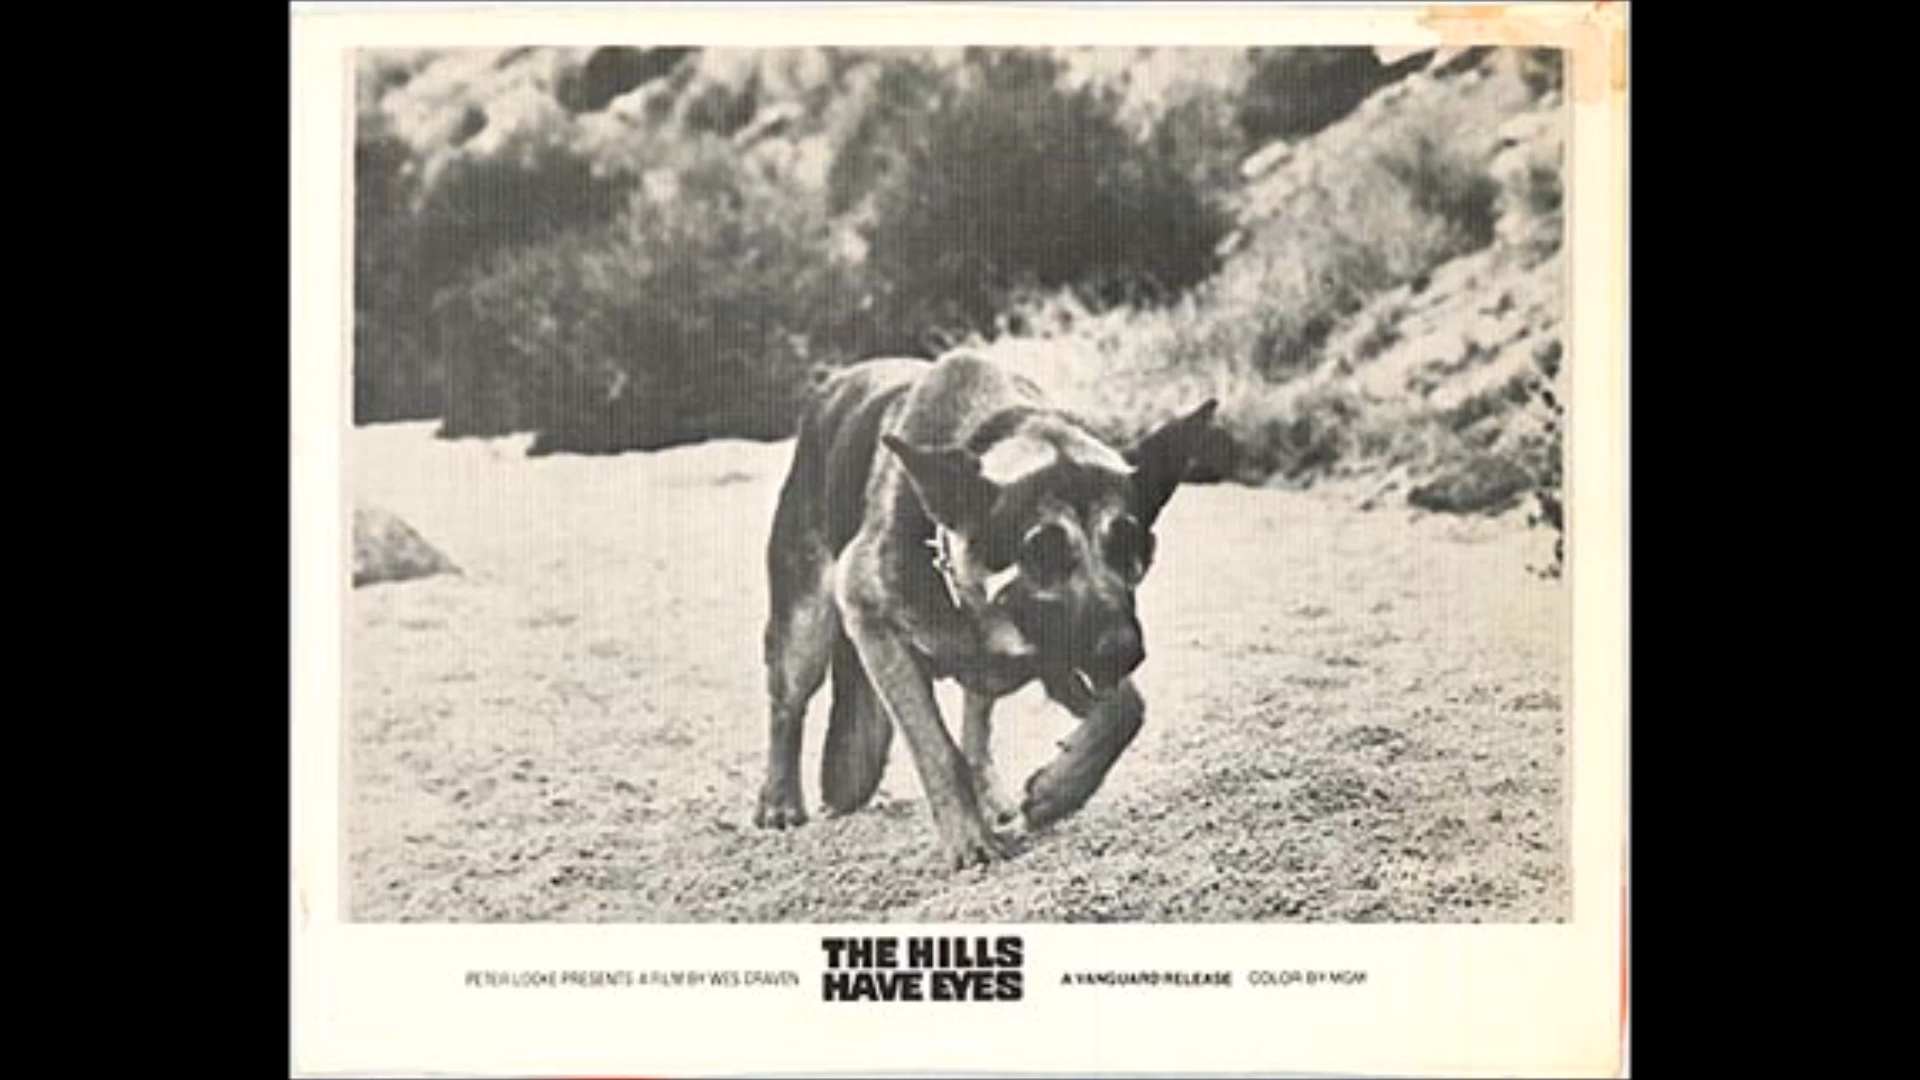 PETER LOCKE PRESENTS A FILM BY WES CRAVEN
THE HILLS
HAVE EYES
A VANGUARD RELEASE COLOR BY MGM